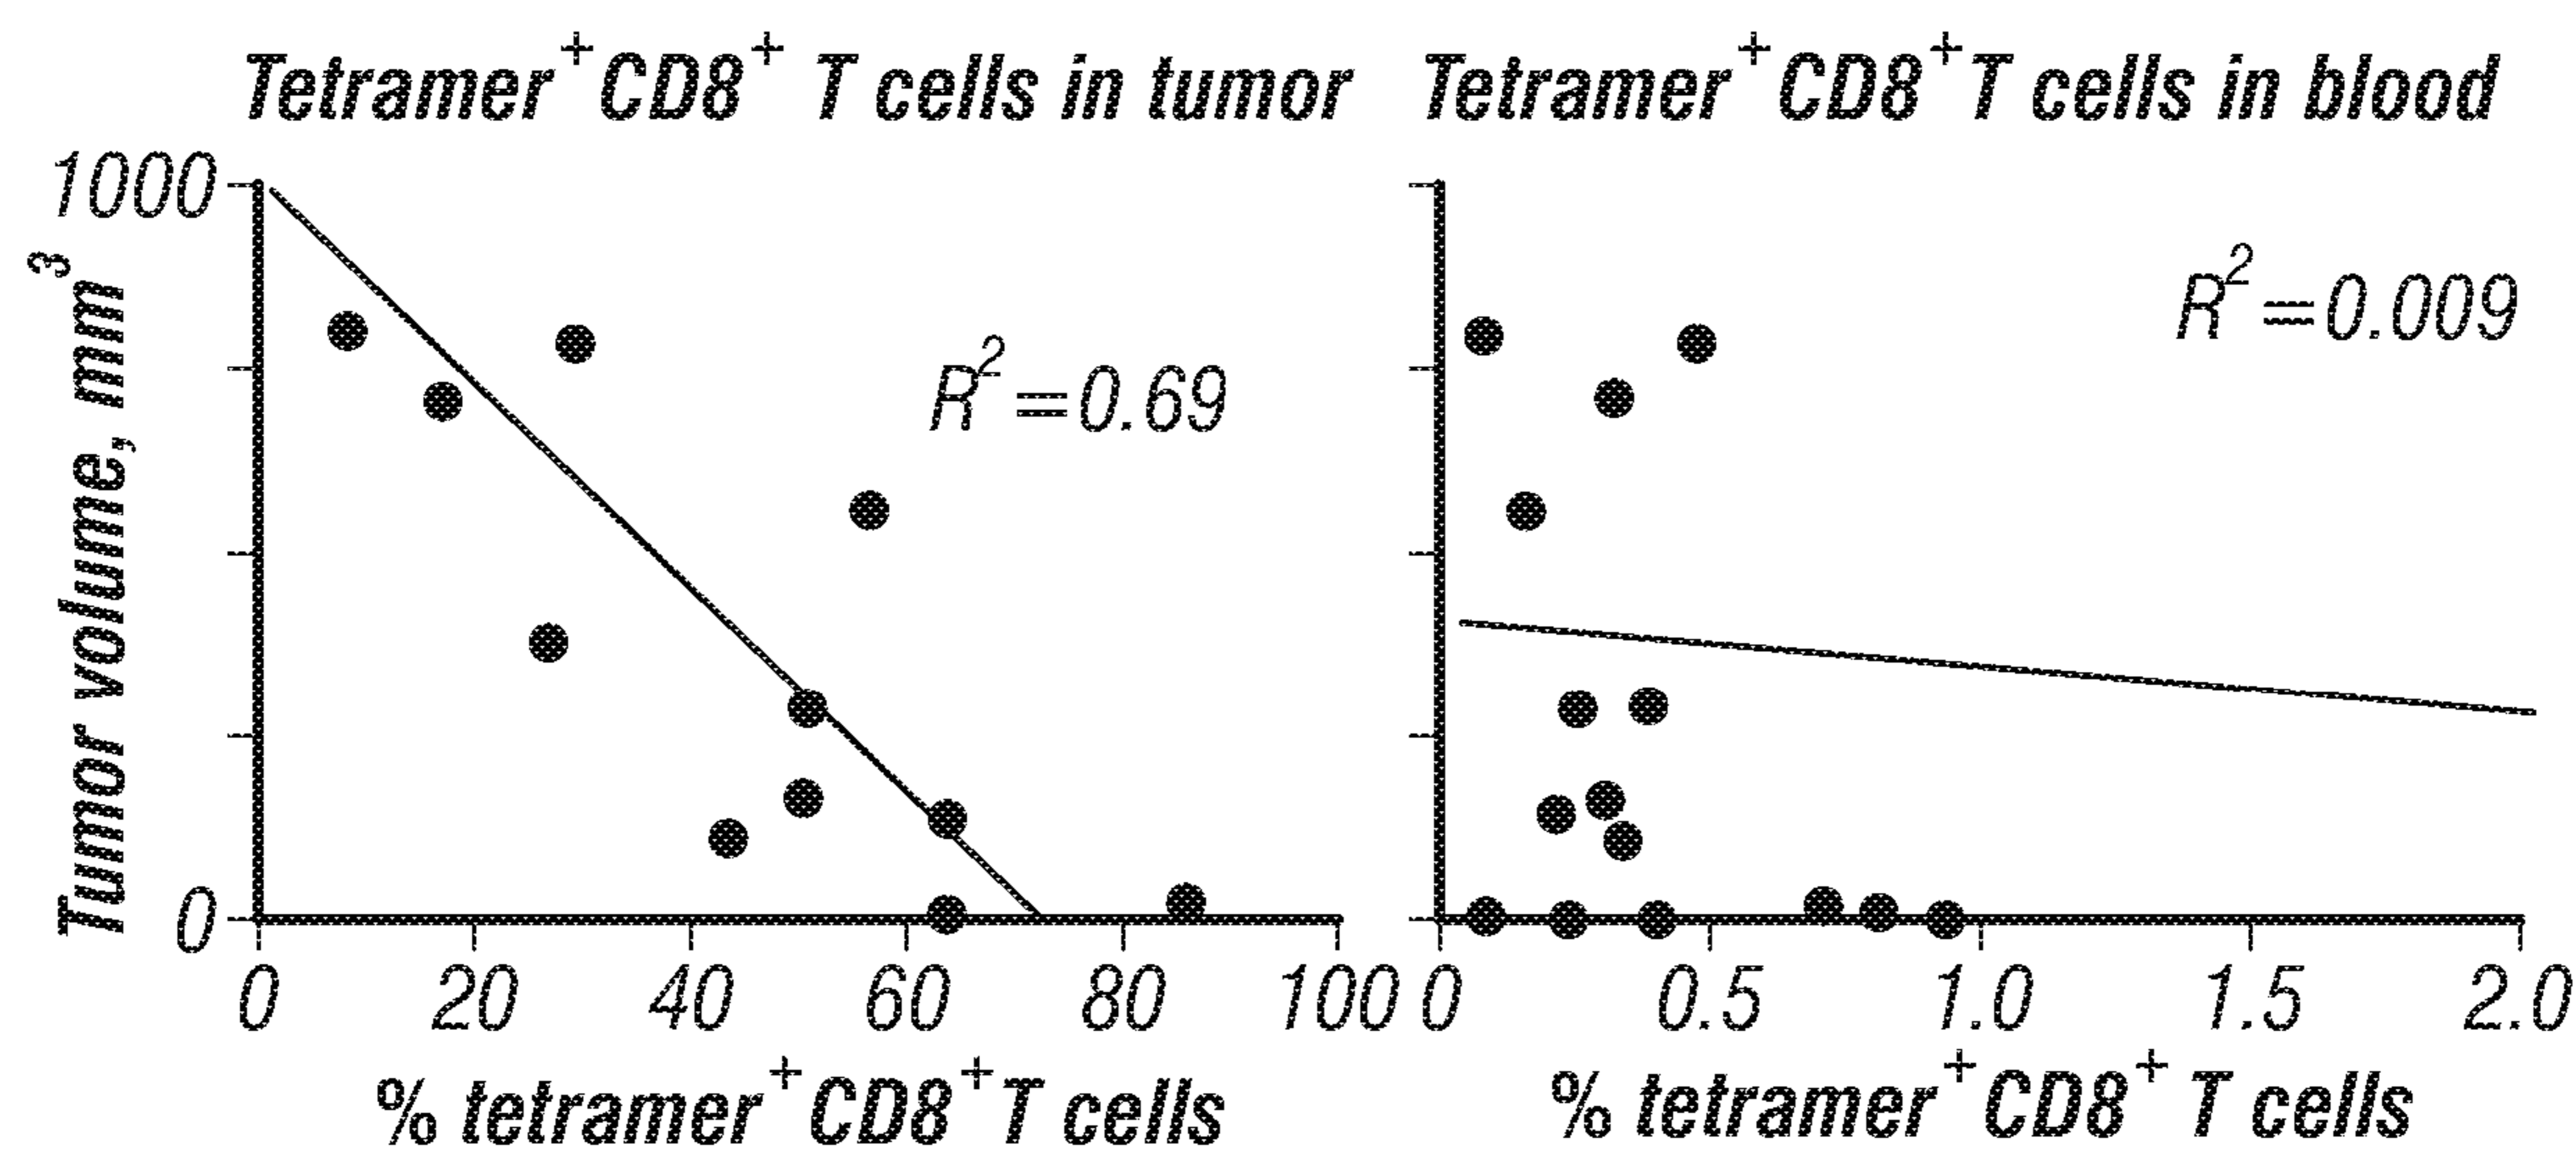 Tetramer⁺CD8⁺ T cells in tumor
Tetramer⁺CD8⁺ T cells in blood
Tumor volume, mm³
1000
0
R²=0.69
R²=0.009
0 20 40 60 80 100
0 0.5 1.0 1.5 2.0
% tetramer⁺CD8⁺ T cells
% tetramer⁺CD8⁺ T cells